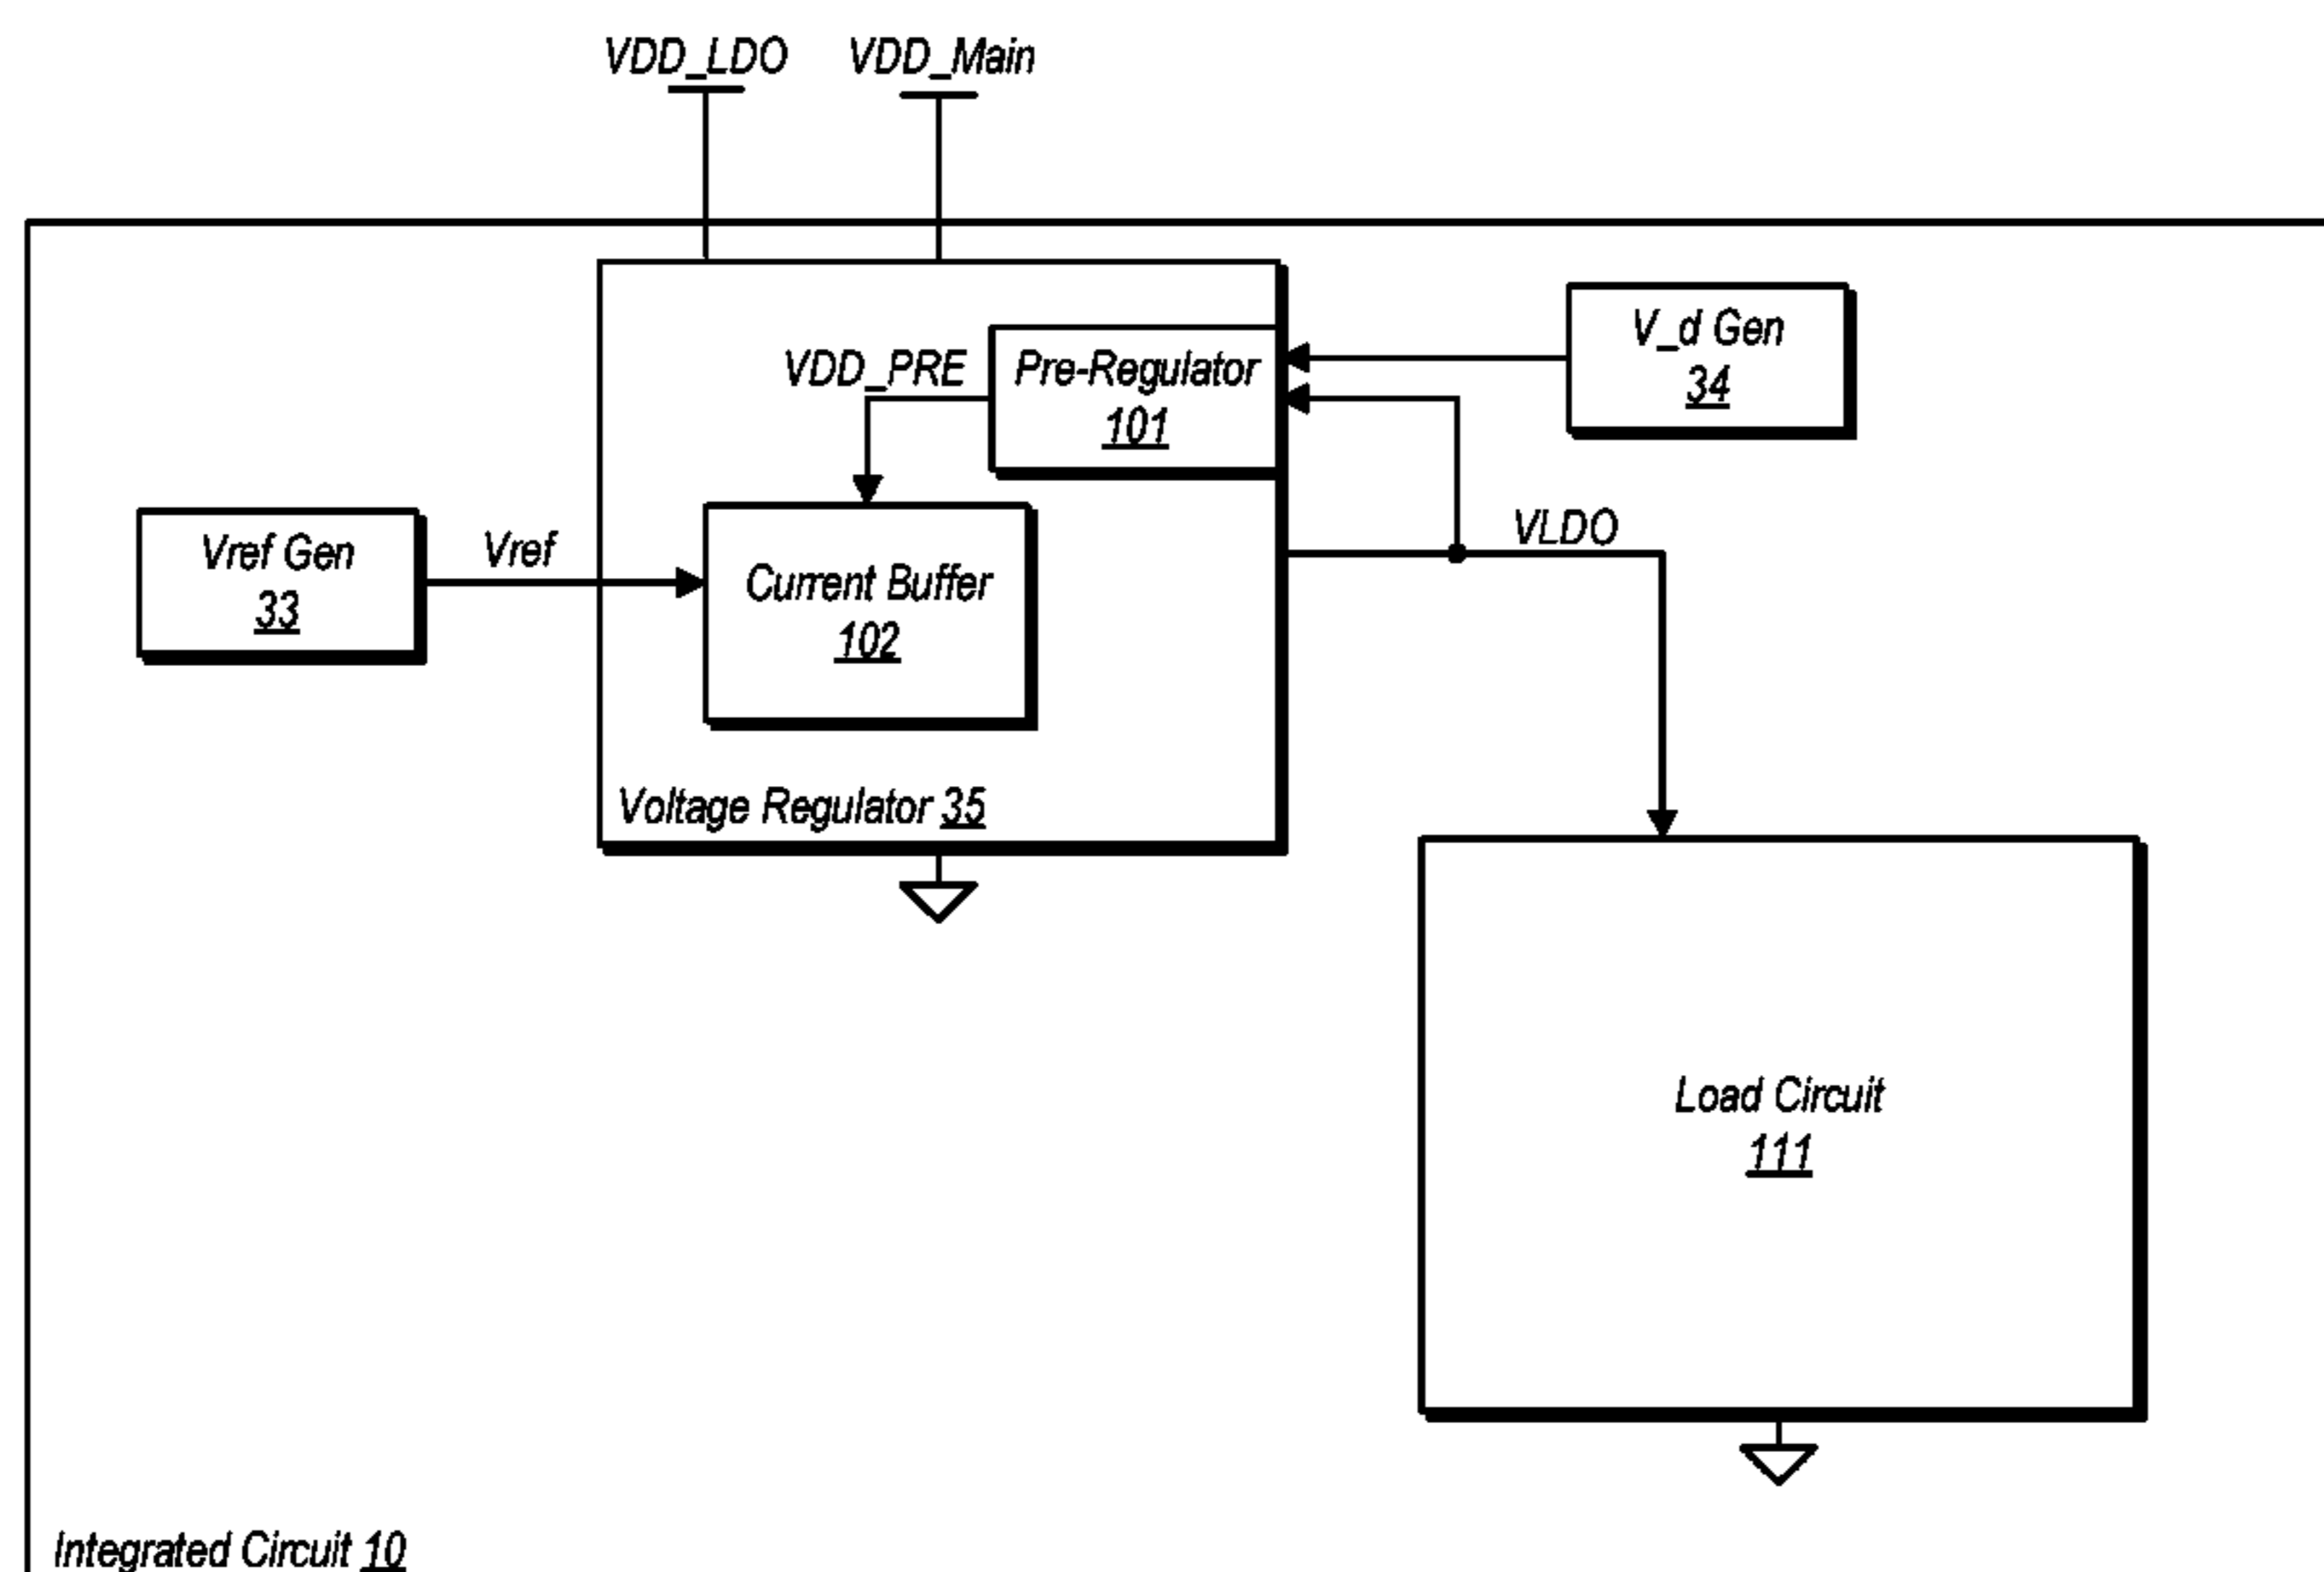 VDD_LDO
VDD_Main
V_d Gen
34
VDD_PRE
Pre-Regulator
101
Vref Gen
33
Vref
Current Buffer
102
VLDO
Voltage Regulator 35
Load Circuit
111
Integrated Circuit 10